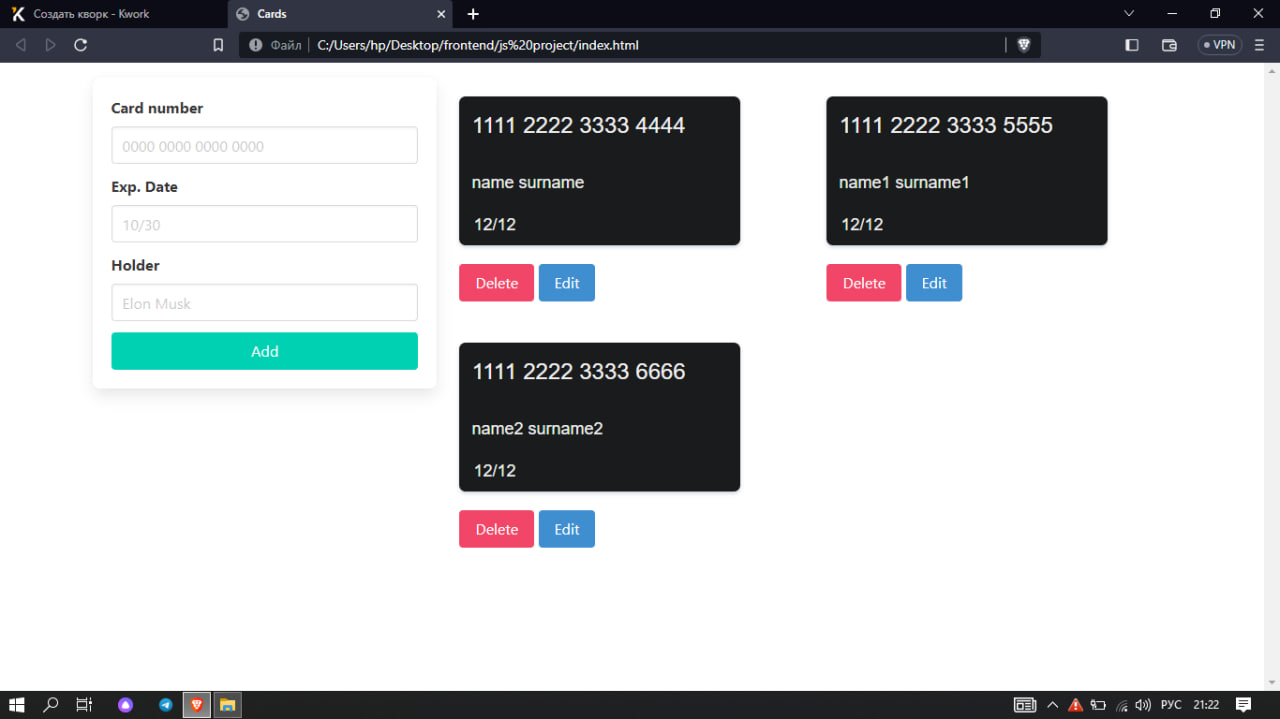 Создать кворк - Kwork
Cards
Файл
C:/Users/hp/Desktop/frontend/js%20project/index.html
VPN
Card number
0000 0000 0000 0000
Exp. Date
10/30
Holder
Elon Musk
Add
1111 2222 3333 4444
name surname
12/12
Delete Edit
1111 2222 3333 5555
name1 surname1
12/12
Delete Edit
1111 2222 3333 6666
name2 surname2
12/12
Delete Edit
РУС 21:22